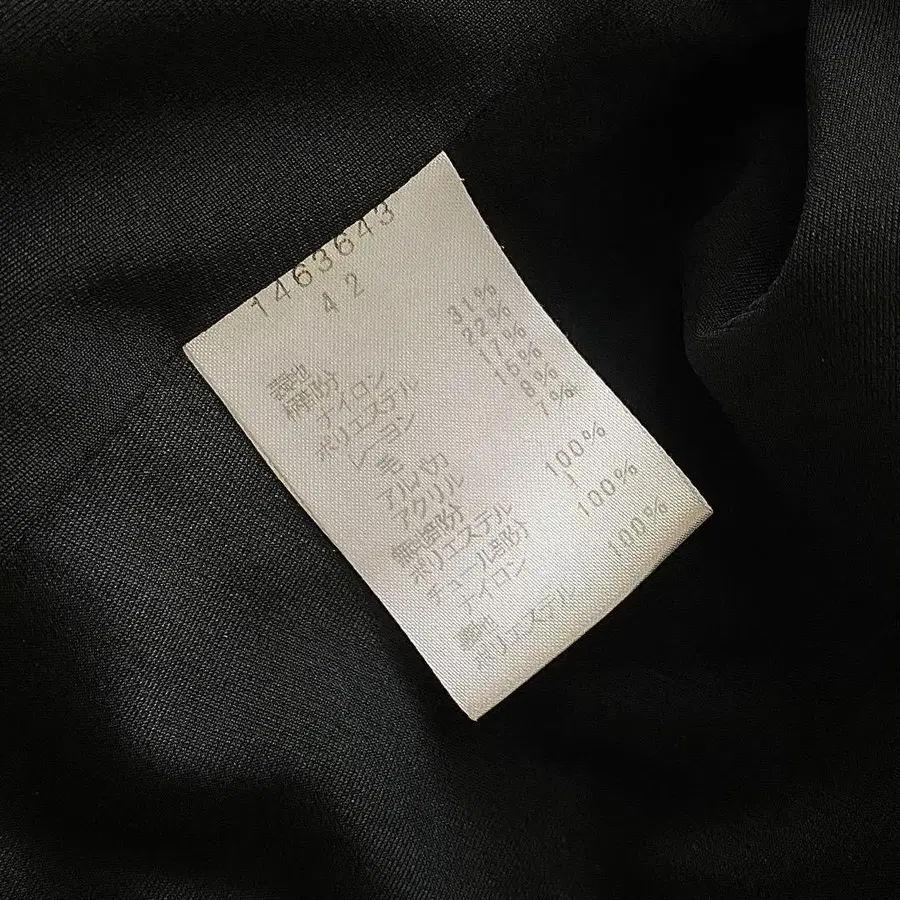 1463643
42
表地
部分
ナイロン 31%
ポリエステル 22%
レーヨン 17%
毛 15%
アルパカ 8%
アクリル 7%
無地部分
ポリエステル 100%
チュール部分
ナイロン 100%
裏地
ポリエステル 100%